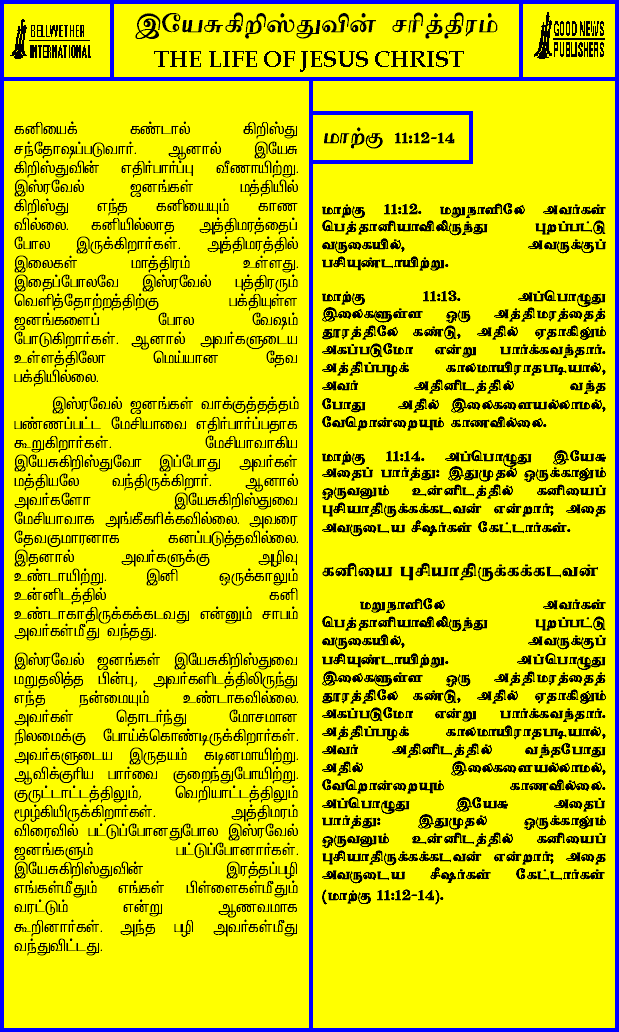 BELLWETHER
INTERNATIONAL
இயேசுகிறிஸ்துவின் சரித்திரம்
THE LIFE OF JESUS CHRIST
GOOD NEWS
PUBLISHERS
கனியைக் கண்டால் கிறிஸ்து
சந்தோஷப்படுவார். ஆனால் இயேசு
கிறிஸ்துவின் எதிர்பார்ப்பு வீணாயிற்று.
இஸ்ரவேல் ஜனங்கள் மத்தியில்
கிறிஸ்து எந்த கனியையும் காண
வில்லை. கனியில்லாத அத்திமரத்தைப்
போல இருக்கிறார்கள். அத்திமரத்தில்
இலைகள் மாத்திரம் உள்ளது.
இதைப்போலவே இஸ்ரவேல் புத்திரரும்
வெளித்தோற்றத்திற்கு பக்தியுள்ள
ஜனங்களைப் போல வேஷம்
போடுகிறார்கள். ஆனால் அவர்களுடைய
உள்ளத்திலோ மெய்யான தேவ
பக்தியில்லை.
இஸ்ரவேல் ஜனங்கள் வாக்குத்தத்தம்
பண்ணப்பட்ட மேசியாவை எதிர்பார்ப்பதாக
கூறுகிறார்கள். மேசியாவாகிய
இயேசுகிறிஸ்துவோ இப்போது அவர்கள்
மத்தியலே வந்திருக்கிறார். ஆனால்
அவர்களோ இயேசுகிறிஸ்துவை
மேசியாவாக அங்கீகரிக்கவில்லை. அவரை
தேவகுமாரனாக கனப்படுத்தவில்லை.
இதனால் அவர்களுக்கு அழிவு
உண்டாயிற்று. இனி ஒருக்காலும்
உன்னிடத்தில் கனி
உண்டாகாதிருக்கக்கடவது என்னும் சாபம்
அவர்கள்மீது வந்தது.
இஸ்ரவேல் ஜனங்கள் இயேசுகிறிஸ்துவை
மறுதலித்த பின்பு, அவர்களிடத்திலிருந்து
எந்த நன்மையும் உண்டாகவில்லை.
அவர்கள் தொடர்ந்து மோசமான
நிலமைக்கு போய்க்கொண்டிருக்கிறார்கள்.
அவர்களுடைய இருதயம் கடினமாயிற்று.
ஆவிக்குரிய பார்வை குறைந்துபோயிற்று.
குருட்டாட்டத்திலும், வெறியாட்டத்திலும்
மூழ்கியிருக்கிறார்கள். அத்திமரம்
விரைவில் பட்டுப்போனதுபோல இஸ்ரவேல்
ஜனங்களும் பட்டுப்போனார்கள்.
இயேசுகிறிஸ்துவின் இரத்தப்பழி
எங்கள்மீதும் எங்கள் பிள்ளைகள்மீதும்
வரட்டும் என்று ஆணவமாக
கூறினார்கள். அந்த பழி அவர்கள்மீது
வந்துவிட்டது.
மாற்கு 11:12-14
மாற்கு 11:12. மறுநாளிலே அவர்கள்
பெத்தானியாவிலிருந்து புறப்பட்டு
வருகையில், அவருக்குப்
பசியுண்டாயிற்று.
மாற்கு 11:13. அப்பொழுது
இலைகளுள்ள ஒரு அத்திமரத்தைத்
தூரத்திலே கண்டு, அதில் ஏதாகிலும்
அகப்படுமோ என்று பார்க்கவந்தார்.
அத்திப்பழக் காலமாயிராதபடியால்,
அவர் அதினிடத்தில் வந்த
போது அதில் இலைகளையல்லாமல்,
வேறொன்றையும் காணவில்லை.
மாற்கு 11:14. அப்பொழுது இயேசு
அதைப் பார்த்து: இதுமுதல் ஒருக்காலும்
ஒருவனும் உன்னிடத்தில் கனியைப்
புசியாதிருக்கக்கடவன் என்றார்; அதை
அவருடைய சீஷர்கள் கேட்டார்கள்.
கனியை புசியாதிருக்கக்கடவன்
மறுநாளிலே அவர்கள்
பெத்தானியாவிலிருந்து புறப்பட்டு
வருகையில், அவருக்குப்
பசியுண்டாயிற்று. அப்பொழுது
இலைகளுள்ள ஒரு அத்திமரத்தைத்
தூரத்திலே கண்டு, அதில் ஏதாகிலும்
அகப்படுமோ என்று பார்க்கவந்தார்.
அத்திப்பழக் காலமாயிராதபடியால்,
அவர் அதினிடத்தில் வந்தபோது
அதில் இலைகளையல்லாமல்,
வேறொன்றையும் காணவில்லை.
அப்பொழுது இயேசு அதைப்
பார்த்து: இதுமுதல் ஒருக்காலும்
ஒருவனும் உன்னிடத்தில் கனியைப்
புசியாதிருக்கக்கடவன் என்றார்; அதை
அவருடைய சீஷர்கள் கேட்டார்கள்
(மாற்கு 11:12-14).